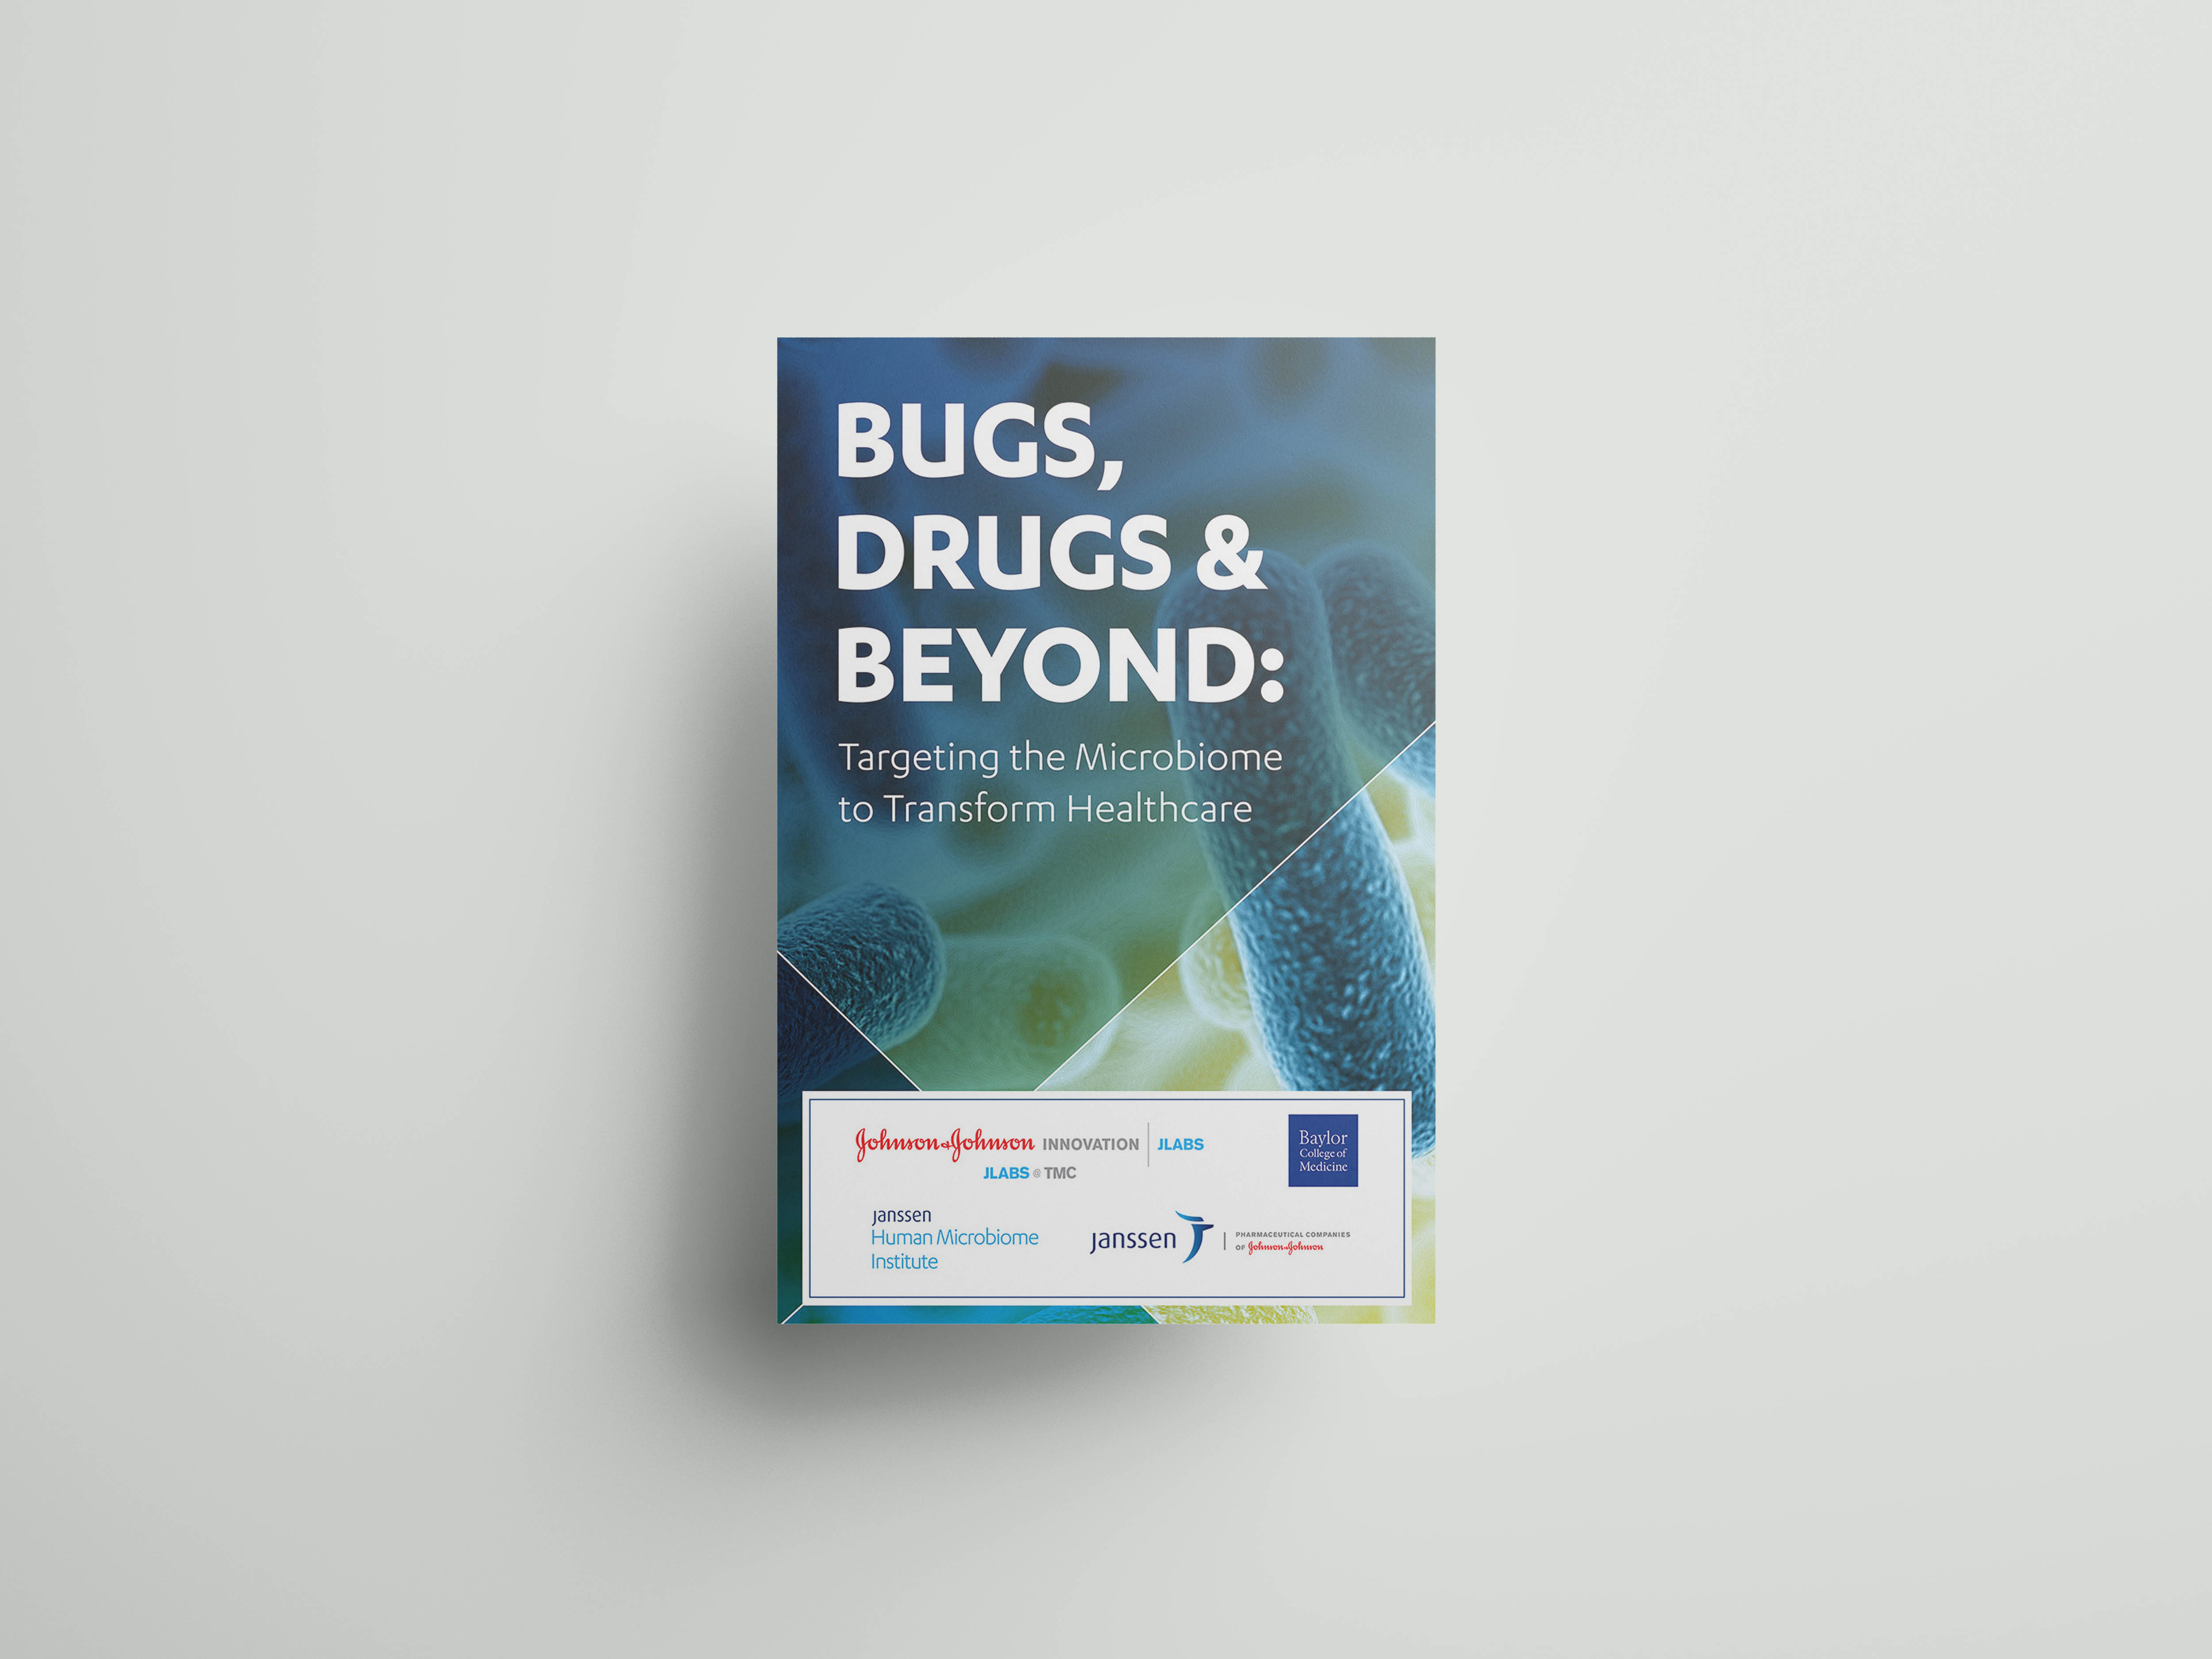 BUGS,
DRUGS &
BEYOND:
Targeting the Microbiome
to Transform Healthcare
Johnson & Johnson INNOVATION | JLABS
JLABS @ TMC
Baylor
College of
Medicine
janssen
Human Microbiome
Institute
janssen
PHARMACEUTICAL COMPANIES
OF Johnson & Johnson